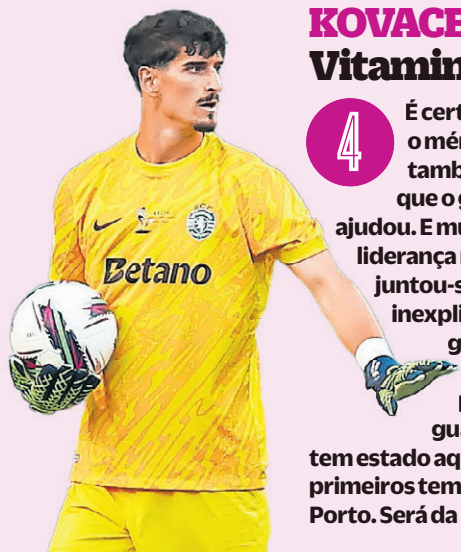 KOVACE
Vitamin
4
É cert
o mér
tamb
que o g
ajudou. E mu
liderança
juntou-s
inexpli
g
gua
tem estado aq
primeiros tem
Porto. Será da
SCP
Betano